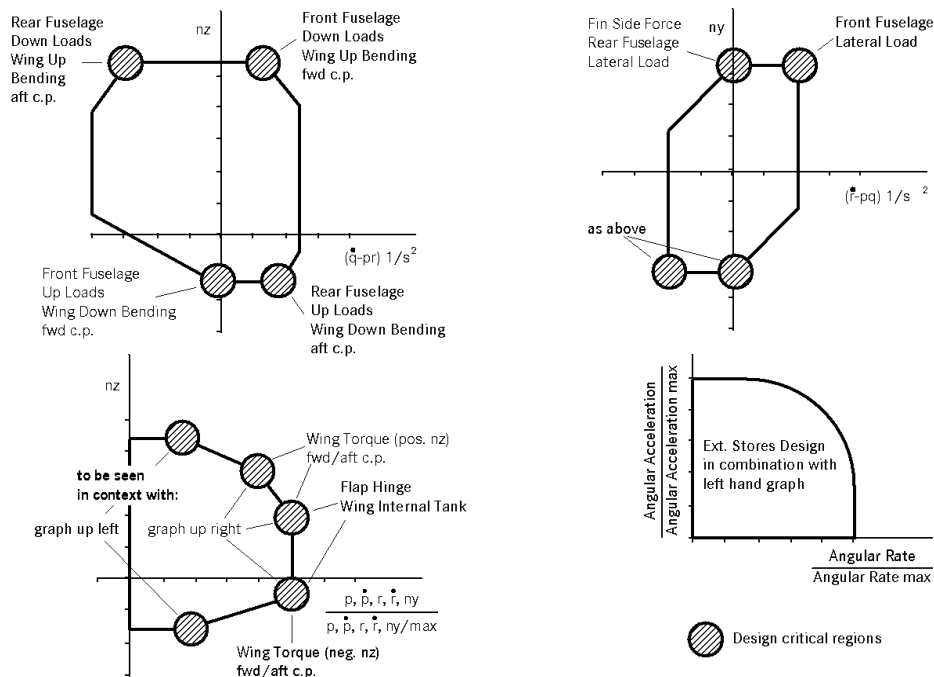 Rear Fuselage
Down Loads
Wing Up
Bending
aft c.p.
nz
Front Fuselage
Down Loads
Wing Up Bending
fwd c.p.
(q̇-pr) 1/s²
Front Fuselage
Up Loads
Wing Down Bending
fwd c.p.
Rear Fuselage
Up Loads
Wing Down Bending
aft c.p.
Fin Side Force
Rear Fuselage
Lateral Load
ny
Front Fuselage
Lateral Load
(ṙ-pq) 1/s ²
as above
nz
to be seen
in context with:
graph up left
graph up right
Wing Torque (pos. nz)
fwd/aft c.p.
Flap Hinge
Wing Internal Tank
p, ṗ, r, ṙ, ny
p, ṗ, r, ṙ, ny/max
Wing Torque (neg. nz)
fwd/aft c.p.
Angular Acceleration
Angular Acceleration max
Ext. Stores Design
in combination with
left hand graph
Angular Rate
Angular Rate max
Design critical regions